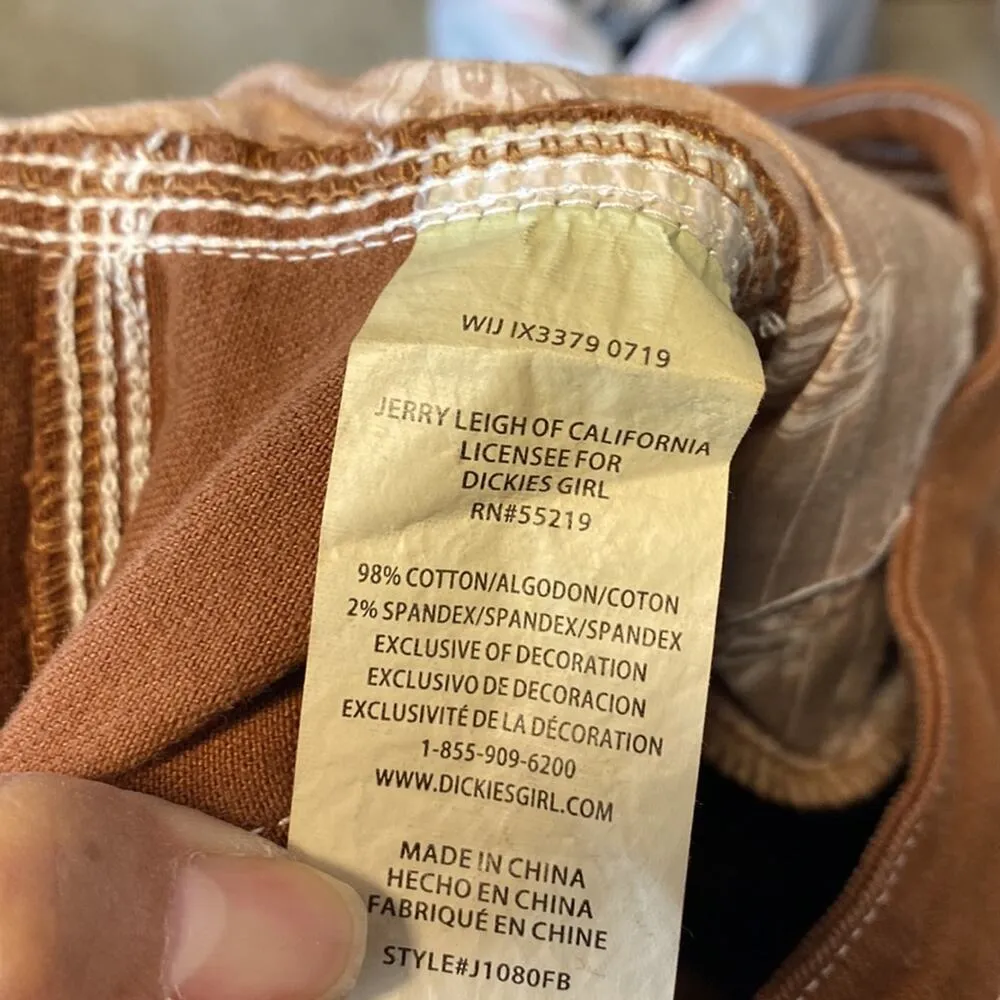 WIJ IX3379 0719
JERRY LEIGH OF CALIFORNIA
LICENSEE FOR
DICKIES GIRL
RN#55219
98% COTTON/ALGODON/COTON
2% SPANDEX/SPANDEX/SPANDEX
EXCLUSIVE OF DECORATION
EXCLUSIVO DE DECORACION
EXCLUSIVITÉ DE LA DÉCORATION
1-855-909-6200
WWW.DICKIESGIRL.COM
MADE IN CHINA
HECHO EN CHINA
FABRIQUÉ EN CHINE
STYLE#J1080FB